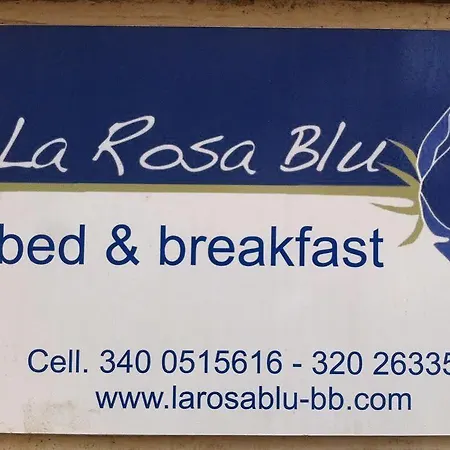 La Rosa Blu
bed & breakfast
Cell. 340 0515616 - 320 26335
www.larosablu-bb.com